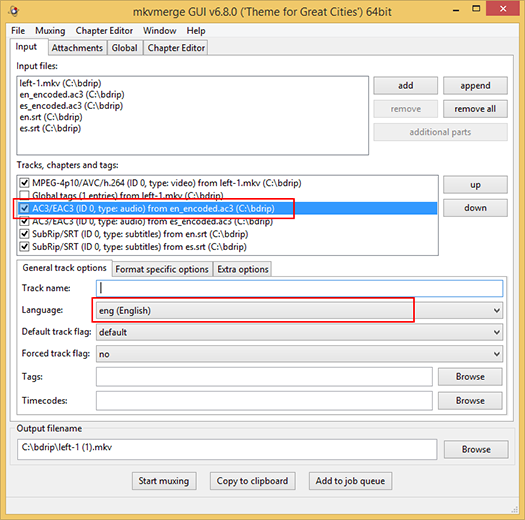 mkvmerge GUI v6.8.0 ('Theme for Great Cities') 64bit
File Muxing Chapter Editor Window Help
Input Attachments Global Chapter Editor
Input files:
left-1.mkv (C:\bdrip)
en_encoded.ac3 (C:\bdrip)
es_encoded.ac3 (C:\bdrip)
en.srt (C:\bdrip)
es.srt (C:\bdrip)
add append
remove remove all
additional parts
Tracks, chapters and tags:
MPEG-4p10/AVC/h.264 (ID 0, type: video) from left-1.mkv (C:\bdrip)
Global tags (1 entries) from left-1.mkv (C:\bdrip)
AC3/EAC3 (ID 0, type: audio) from en_encoded.ac3 (C:\bdrip)
AC3/EAC3 (ID 0, type: audio) from es_encoded.ac3 (C:\bdrip)
SubRip/SRT (ID 0, type: subtitles) from en.srt (C:\bdrip)
SubRip/SRT (ID 0, type: subtitles) from es.srt (C:\bdrip)
up
down
General track options Format specific options Extra options
Track name:
Language: eng (English)
Default track flag: default
Forced track flag: no
Tags: Browse
Timecodes: Browse
Output filename
C:\bdrip\left-1 (1).mkv Browse
Start muxing Copy to clipboard Add to job queue